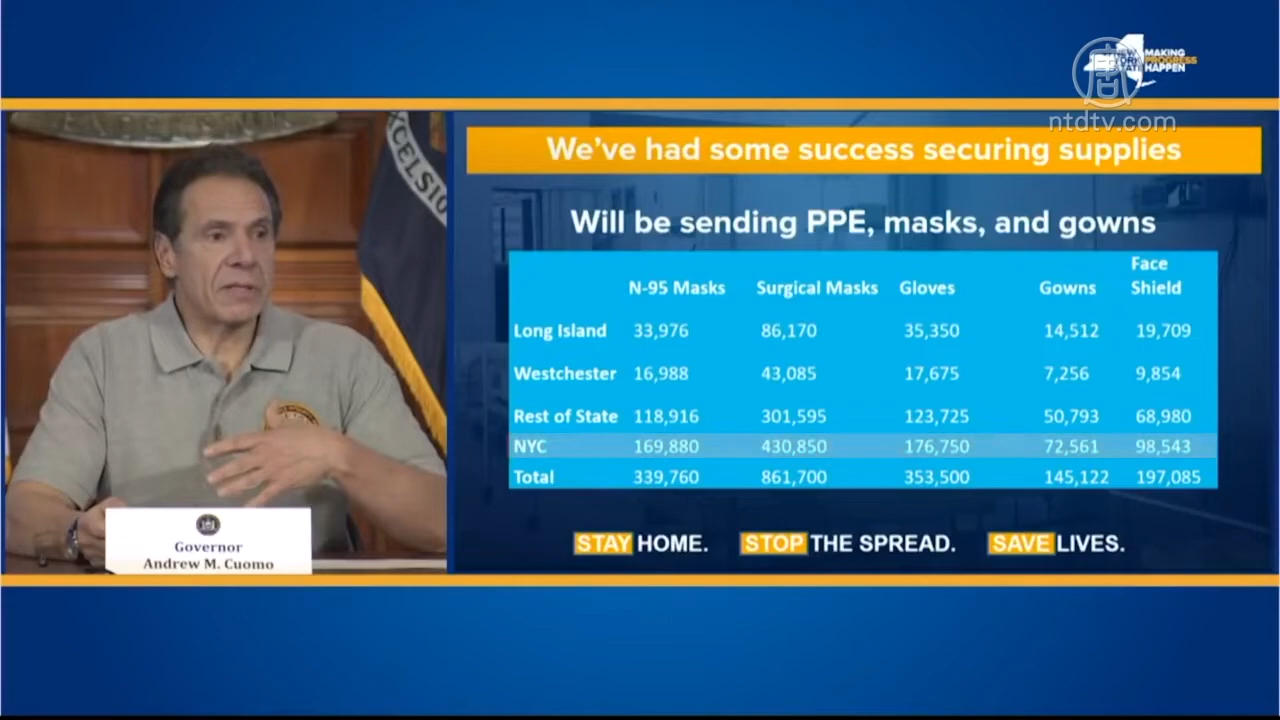 MAKING
PROGRESS
HAPPEN
ntdtv.com
EXCELSIO
We've had some success securing supplies
Will be sending PPE, masks, and gowns
N-95 Masks Surgical Masks Gloves Gowns Face Shield
Long Island 33,976 86,170 35,350 14,512 19,709
Westchester 16,988 43,085 17,675 7,256 9,854
Rest of State 118,916 301,595 123,725 50,793 68,980
NYC 169,880 430,850 176,750 72,561 98,543
Total 339,760 861,700 353,500 145,122 197,085
STAY HOME. STOP THE SPREAD. SAVE LIVES.
Governor
Andrew M. Cuomo